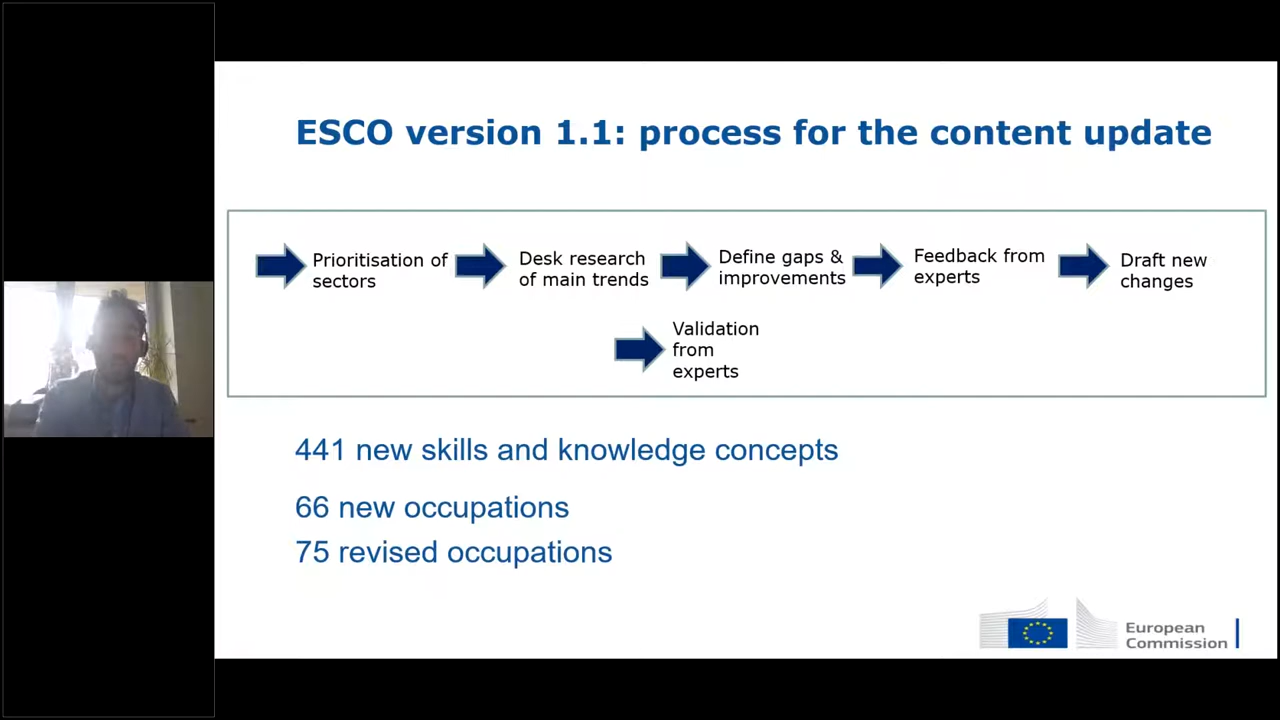 ESCO version 1.1: process for the content update
Prioritisation of
sectors
Desk research
of main trends
Define gaps &
improvements
Feedback from
experts
Draft new
changes
Validation
from
experts
441 new skills and knowledge concepts
66 new occupations
75 revised occupations
European
Commission